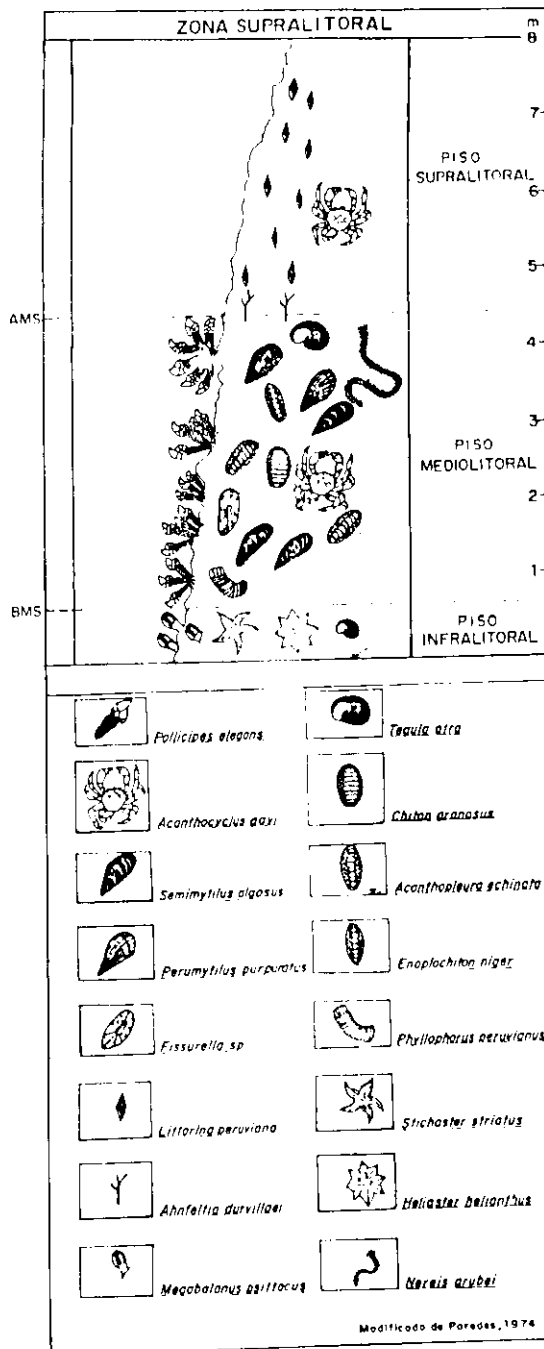 ZONA SUPRALITORAL
m
8
7
PISO
SUPRALITORAL
6
5
AMS
4
3
PISO
MEDIOLITORAL
2
1
BMS
PISO
INFRALITORAL
Pollicipes elegans
Tegula atra
Acanthocyclus gayi
Chiton granosus
Semimytilus algosus
Acanthopleura echinata
Perumytilus purpuratus
Enoplochiton niger
Fissurella sp
Phyllophorus peruvianus
Littorina peruviana
Stichaster striatus
Ahnfeltia durvillaei
Heliaster helianthus
Megabalanus psittacus
Nereis grubei
Modificado de Paredes, 1974